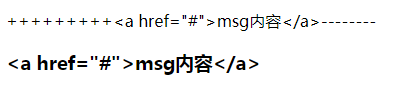 +++++++++<a href="#">msg内容</a>--------
<a href="#">msg内容</a>